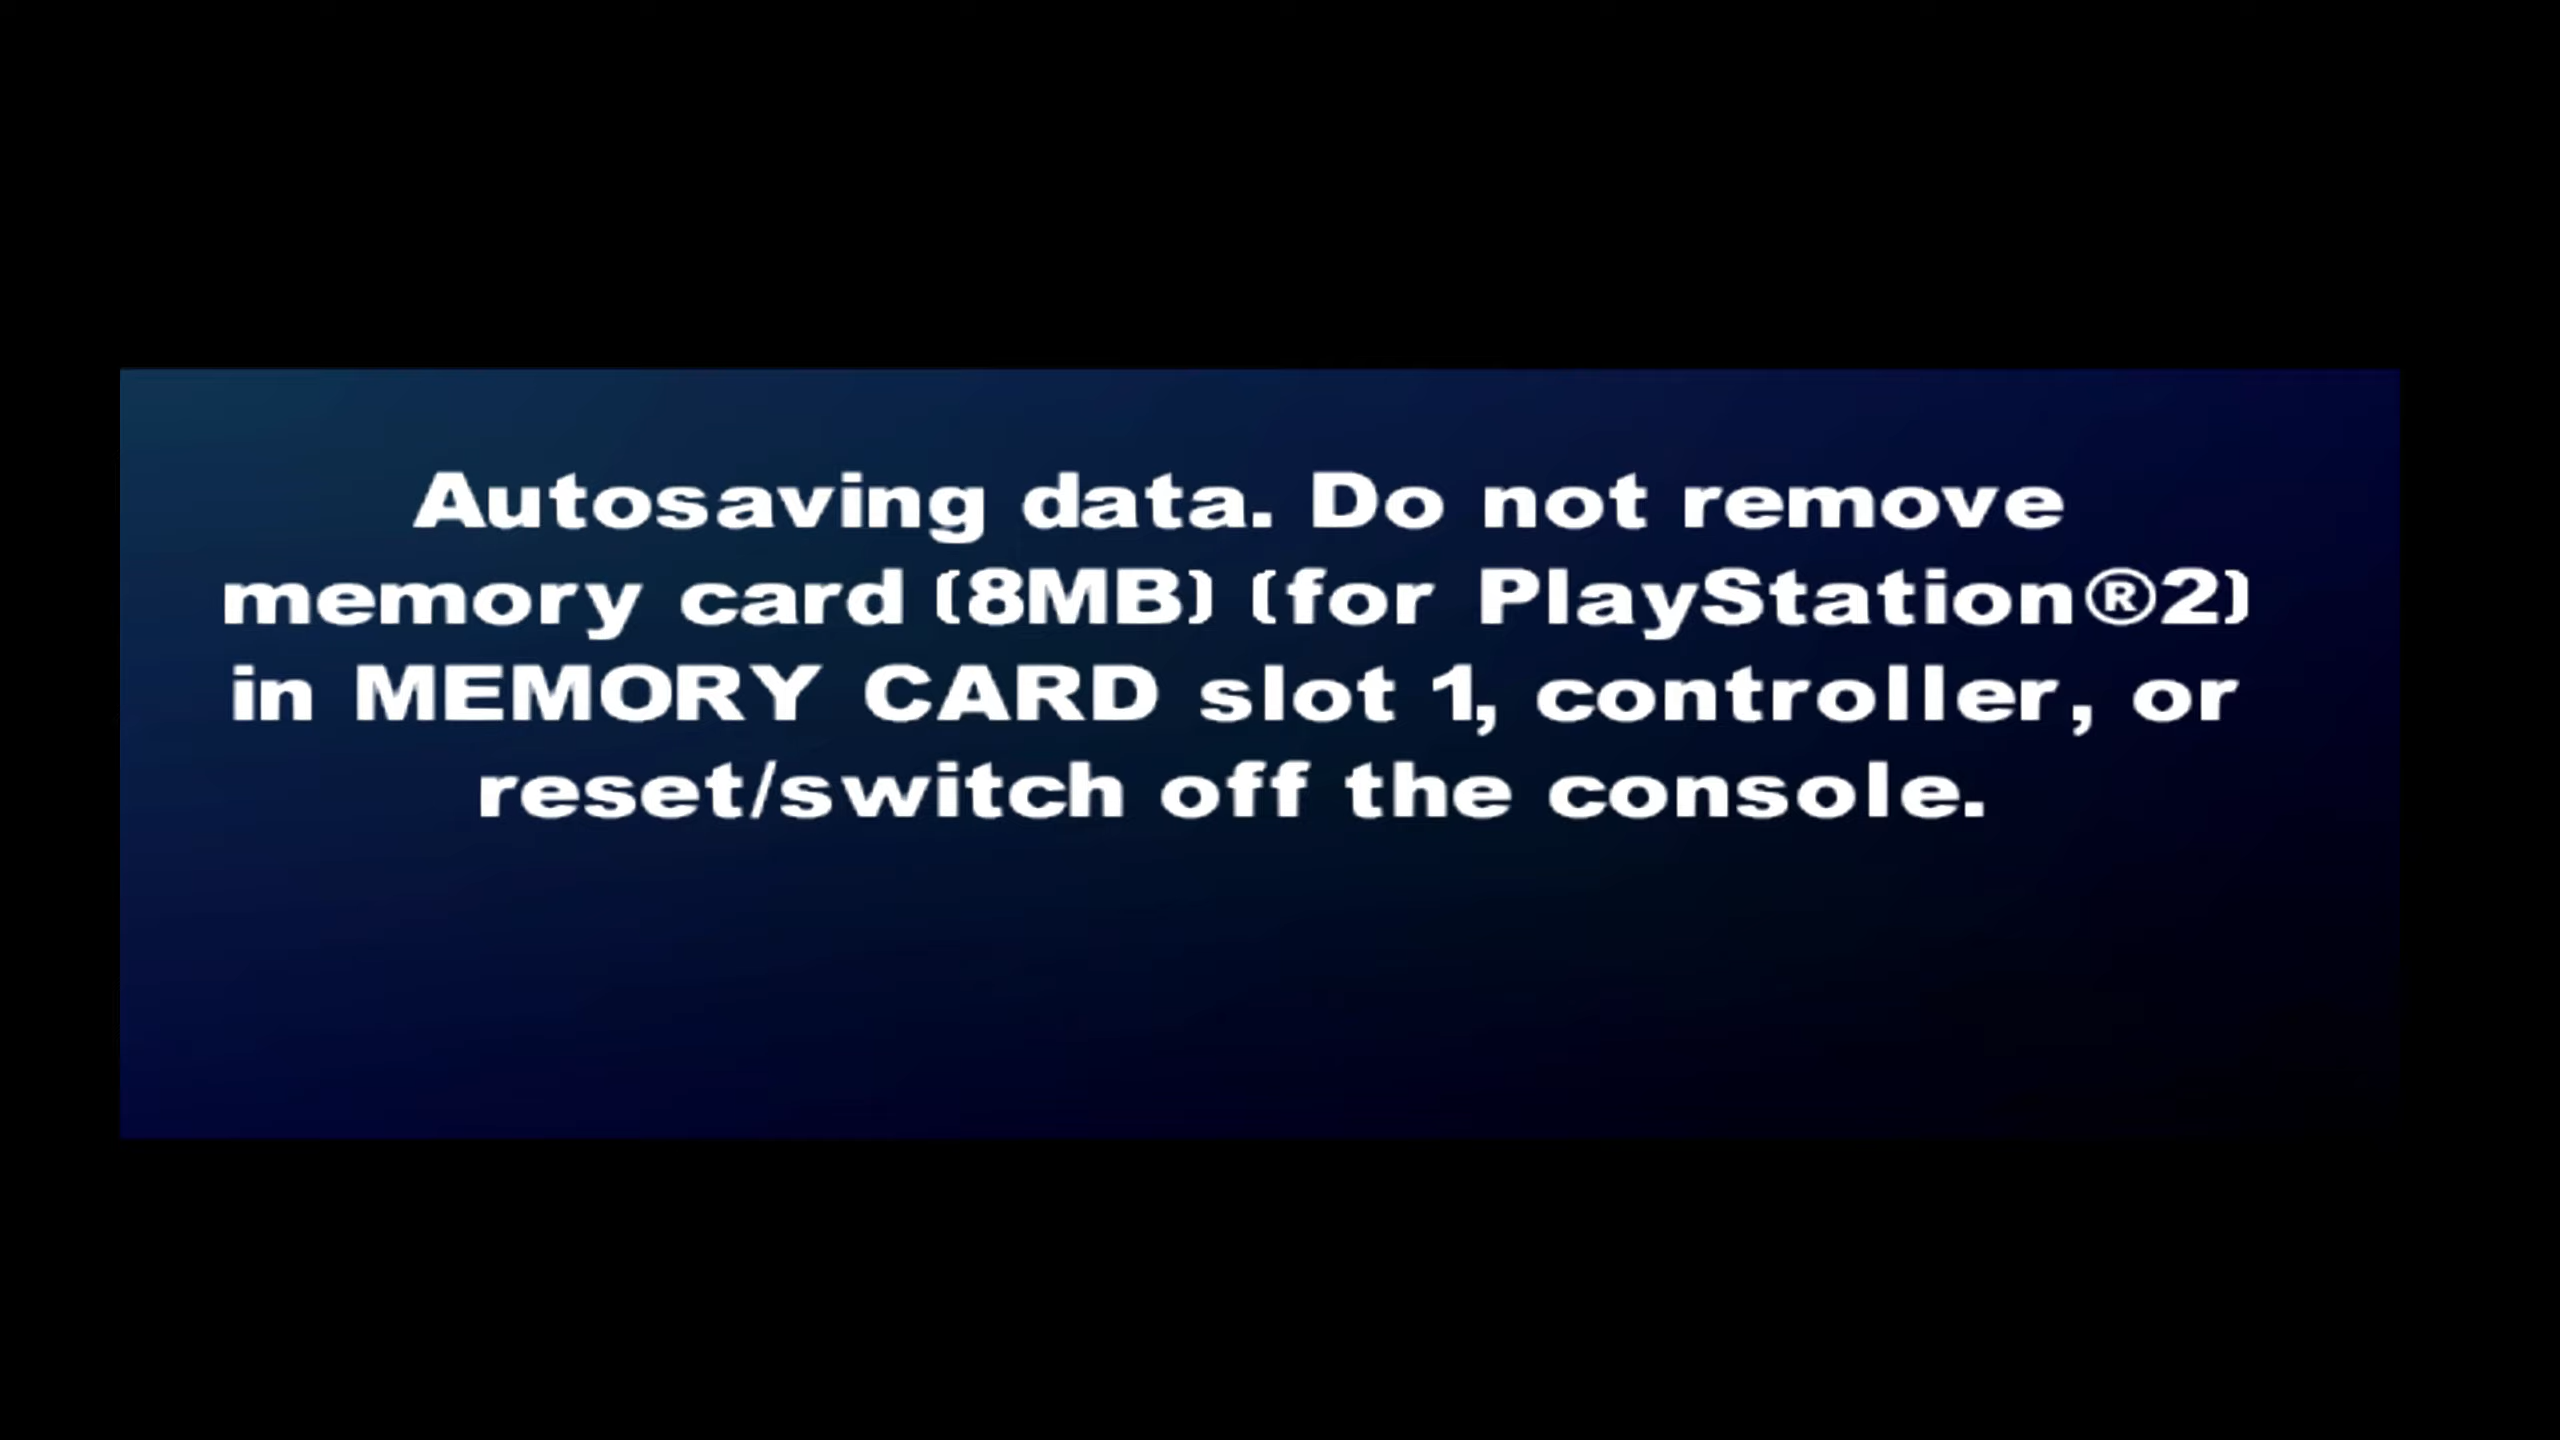 Autosaving data. Do not remove
memory card (8MB) (for PlayStation®2)
in MEMORY CARD slot 1, controller, or
reset/switch off the console.